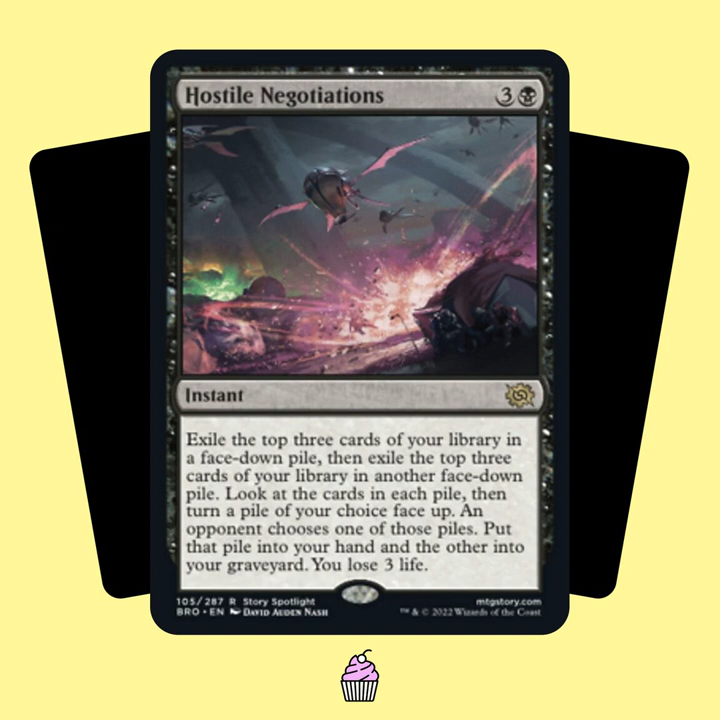 Hostile Negotiations 3
Instant
Exile the top three cards of your library in
a face-down pile, then exile the top three
cards of your library in another face-down
pile. Look at the cards in each pile, then
turn a pile of your choice face up. An
opponent chooses one of those piles. Put
that pile into your hand and the other into
your graveyard. You lose 3 life.
105/287 R Story Spotlight mtgstory.com
BRO • EN David Auden Nash ™ & © 2022 Wizards of the Coast